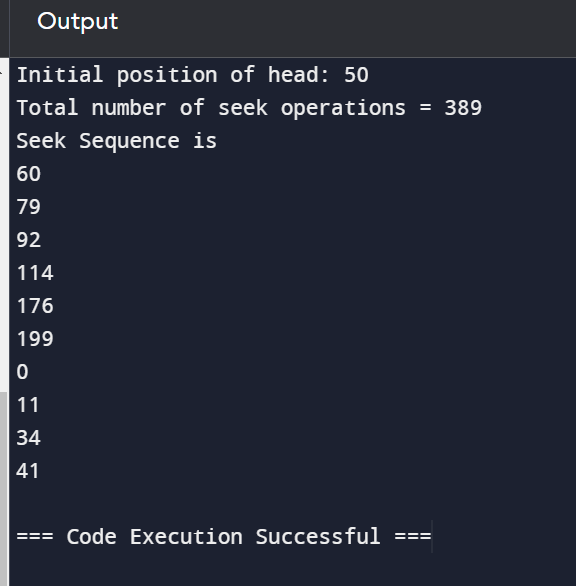 Output
Initial position of head: 50
Total number of seek operations = 389
Seek Sequence is
60
79
92
114
176
199
0
11
34
41
=== Code Execution Successful ===